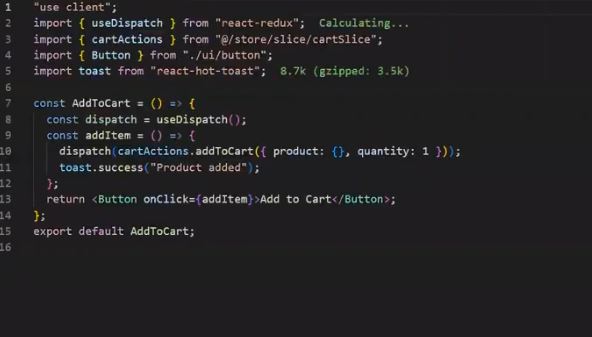 1 "use client";
2 import { useDispatch } from "react-redux"; Calculating...
3 import { cartActions } from "@/store/slice/cartSlice";
4 import { Button } from "./ui/button";
5 import toast from "react-hot-toast"; 8.7k (gzipped: 3.5k)
6
7 const AddToCart = () => {
8 const dispatch = useDispatch();
9 const addItem = () => {
10 dispatch(cartActions.addToCart({ product: {}, quantity: 1 }));
11 toast.success("Product added");
12 };
13 return <Button onClick={addItem}>Add to Cart</Button>;
14 };
15 export default AddToCart;
16